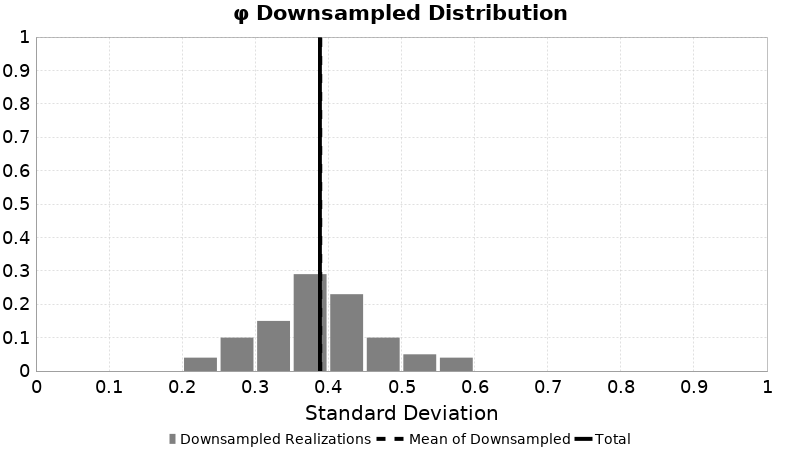 φ Downsampled Distribution
1
0.9
0.8
0.7
0.6
0.5
0.4
0.3
0.2
0.1
0
0 0.1 0.2 0.3 0.4 0.5 0.6 0.7 0.8 0.9 1
Standard Deviation
Downsampled Realizations Mean of Downsampled Total